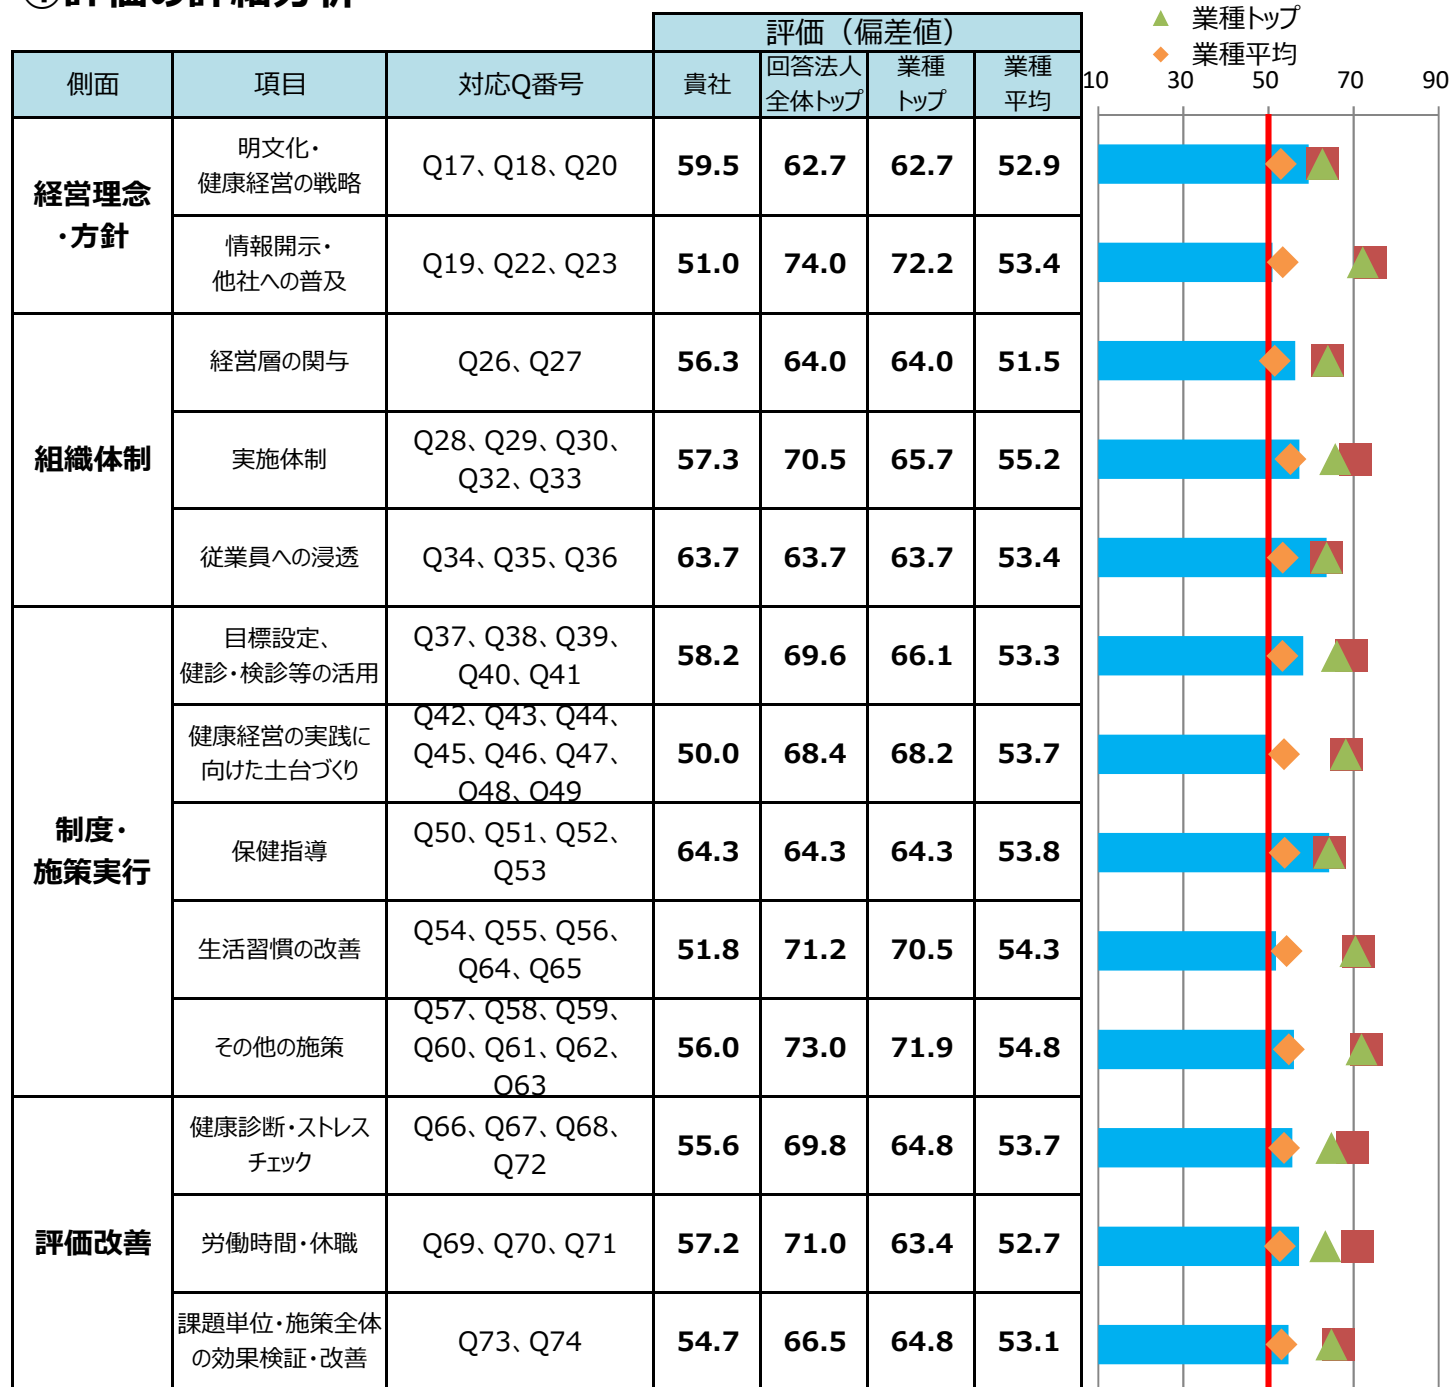 ①評価の詳細分析
▲ 業種トップ
◆ 業種平均
評価（偏差値）
側面 項目 対応Q番号 貴社 回答法人 業種 業種
全体トップ トップ 平均
10 30 50 70 90
経営理念
・方針
明文化・
健康経営の戦略
Q17、Q18、Q20 59.5 62.7 62.7 52.9
情報開示・
他社への普及
Q19、Q22、Q23 51.0 74.0 72.2 53.4
組織体制
経営層の関与 Q26、Q27 56.3 64.0 64.0 51.5
実施体制
Q28、Q29、Q30、
Q32、Q33
57.3 70.5 65.7 55.2
従業員への浸透 Q34、Q35、Q36 63.7 63.7 63.7 53.4
制度・
施策実行
目標設定、
健診・検診等の活用
Q37、Q38、Q39、
Q40、Q41
58.2 69.6 66.1 53.3
健康経営の実践に
向けた土台づくり
Q42、Q43、Q44、
Q45、Q46、Q47、
Q48、Q49
50.0 68.4 68.2 53.7
保健指導
Q50、Q51、Q52、
Q53
64.3 64.3 64.3 53.8
生活習慣の改善
Q54、Q55、Q56、
Q64、Q65
51.8 71.2 70.5 54.3
その他の施策
Q57、Q58、Q59、
Q60、Q61、Q62、
Q63
56.0 73.0 71.9 54.8
評価改善
健康診断・ストレス
チェック
Q66、Q67、Q68、
Q72
55.6 69.8 64.8 53.7
労働時間・休職 Q69、Q70、Q71 57.2 71.0 63.4 52.7
課題単位・施策全体
の効果検証・改善
Q73、Q74 54.7 66.5 64.8 53.1